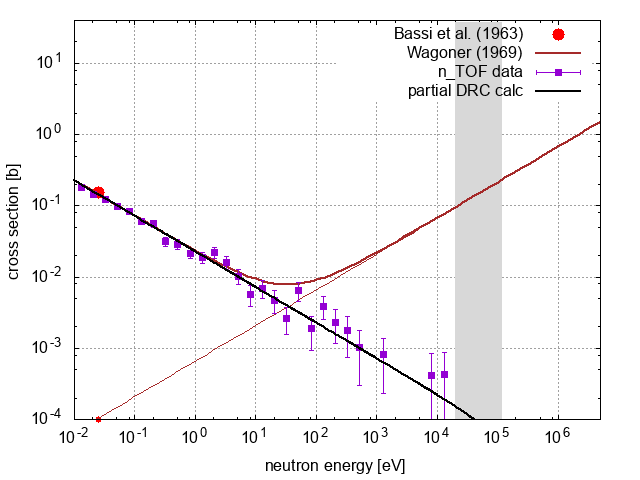 Bassi et al. (1963)
Wagoner (1969)
n_TOF data
partial DRC calc
cross section [b]
10^1
10^0
10^-1
10^-2
10^-3
10^-4
10^-2 10^-1 10^0 10^1 10^2 10^3 10^4 10^5 10^6
neutron energy [eV]